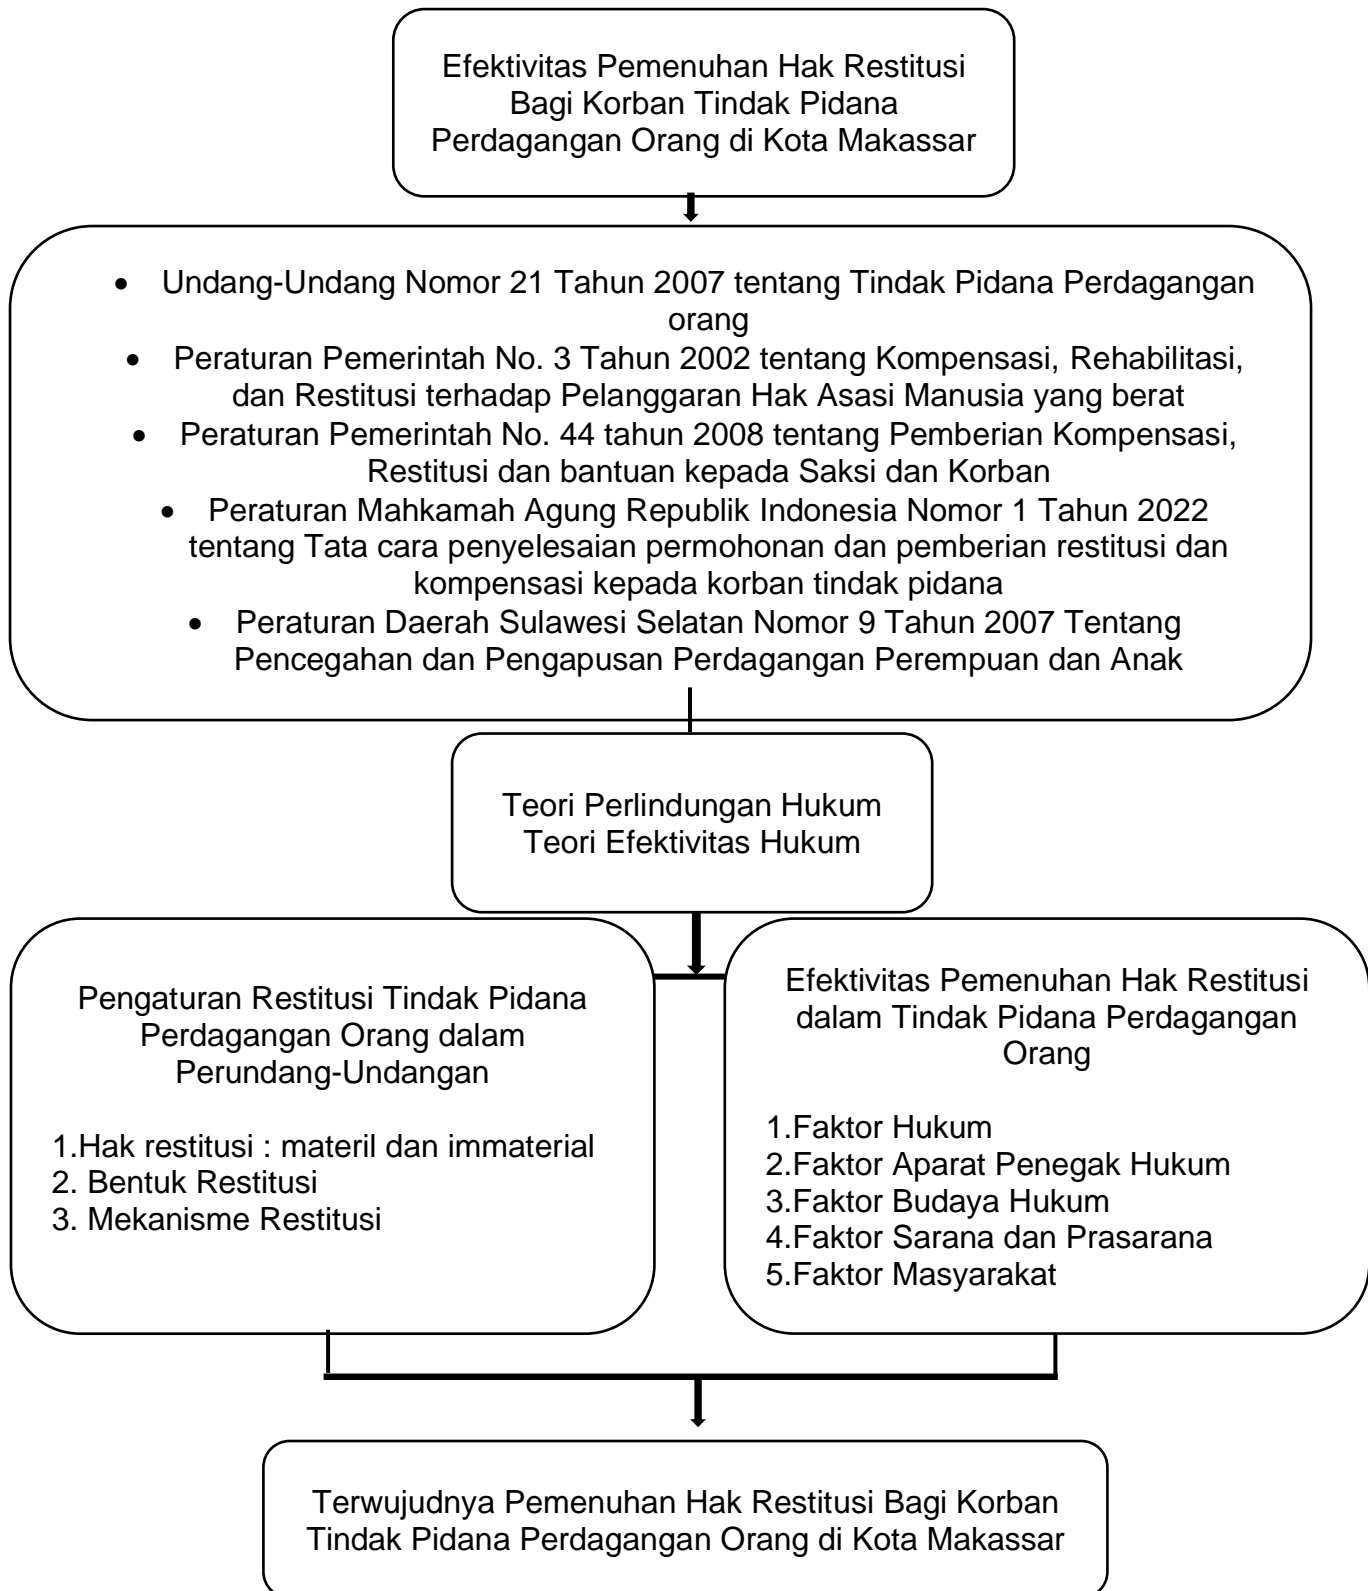 Efektivitas Pemenuhan Hak Restitusi
Bagi Korban Tindak Pidana
Perdagangan Orang di Kota Makassar
• Undang-Undang Nomor 21 Tahun 2007 tentang Tindak Pidana Perdagangan
orang
• Peraturan Pemerintah No. 3 Tahun 2002 tentang Kompensasi, Rehabilitasi,
dan Restitusi terhadap Pelanggaran Hak Asasi Manusia yang berat
• Peraturan Pemerintah No. 44 tahun 2008 tentang Pemberian Kompensasi,
Restitusi dan bantuan kepada Saksi dan Korban
• Peraturan Mahkamah Agung Republik Indonesia Nomor 1 Tahun 2022
tentang Tata cara penyelesaian permohonan dan pemberian restitusi dan
kompensasi kepada korban tindak pidana
• Peraturan Daerah Sulawesi Selatan Nomor 9 Tahun 2007 Tentang
Pencegahan dan Pengapusan Perdagangan Perempuan dan Anak
Teori Perlindungan Hukum
Teori Efektivitas Hukum
Pengaturan Restitusi Tindak Pidana
Perdagangan Orang dalam
Perundang-Undangan
1.Hak restitusi : materil dan immaterial
2. Bentuk Restitusi
3. Mekanisme Restitusi
Efektivitas Pemenuhan Hak Restitusi
dalam Tindak Pidana Perdagangan
Orang
1.Faktor Hukum
2.Faktor Aparat Penegak Hukum
3.Faktor Budaya Hukum
4.Faktor Sarana dan Prasarana
5.Faktor Masyarakat
Terwujudnya Pemenuhan Hak Restitusi Bagi Korban
Tindak Pidana Perdagangan Orang di Kota Makassar